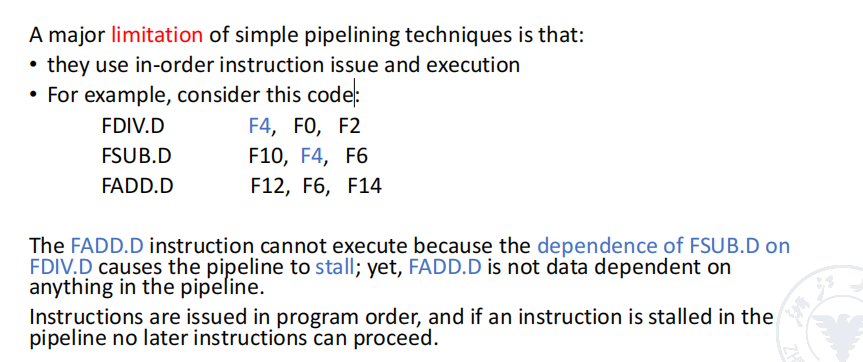 A major limitation of simple pipelining techniques is that:
• they use in-order instruction issue and execution
• For example, consider this code:
FDIV.D F4, F0, F2
FSUB.D F10, F4, F6
FADD.D F12, F6, F14
The FADD.D instruction cannot execute because the dependence of FSUB.D on
FDIV.D causes the pipeline to stall; yet, FADD.D is not data dependent on
anything in the pipeline.
Instructions are issued in program order, and if an instruction is stalled in the
pipeline no later instructions can proceed.